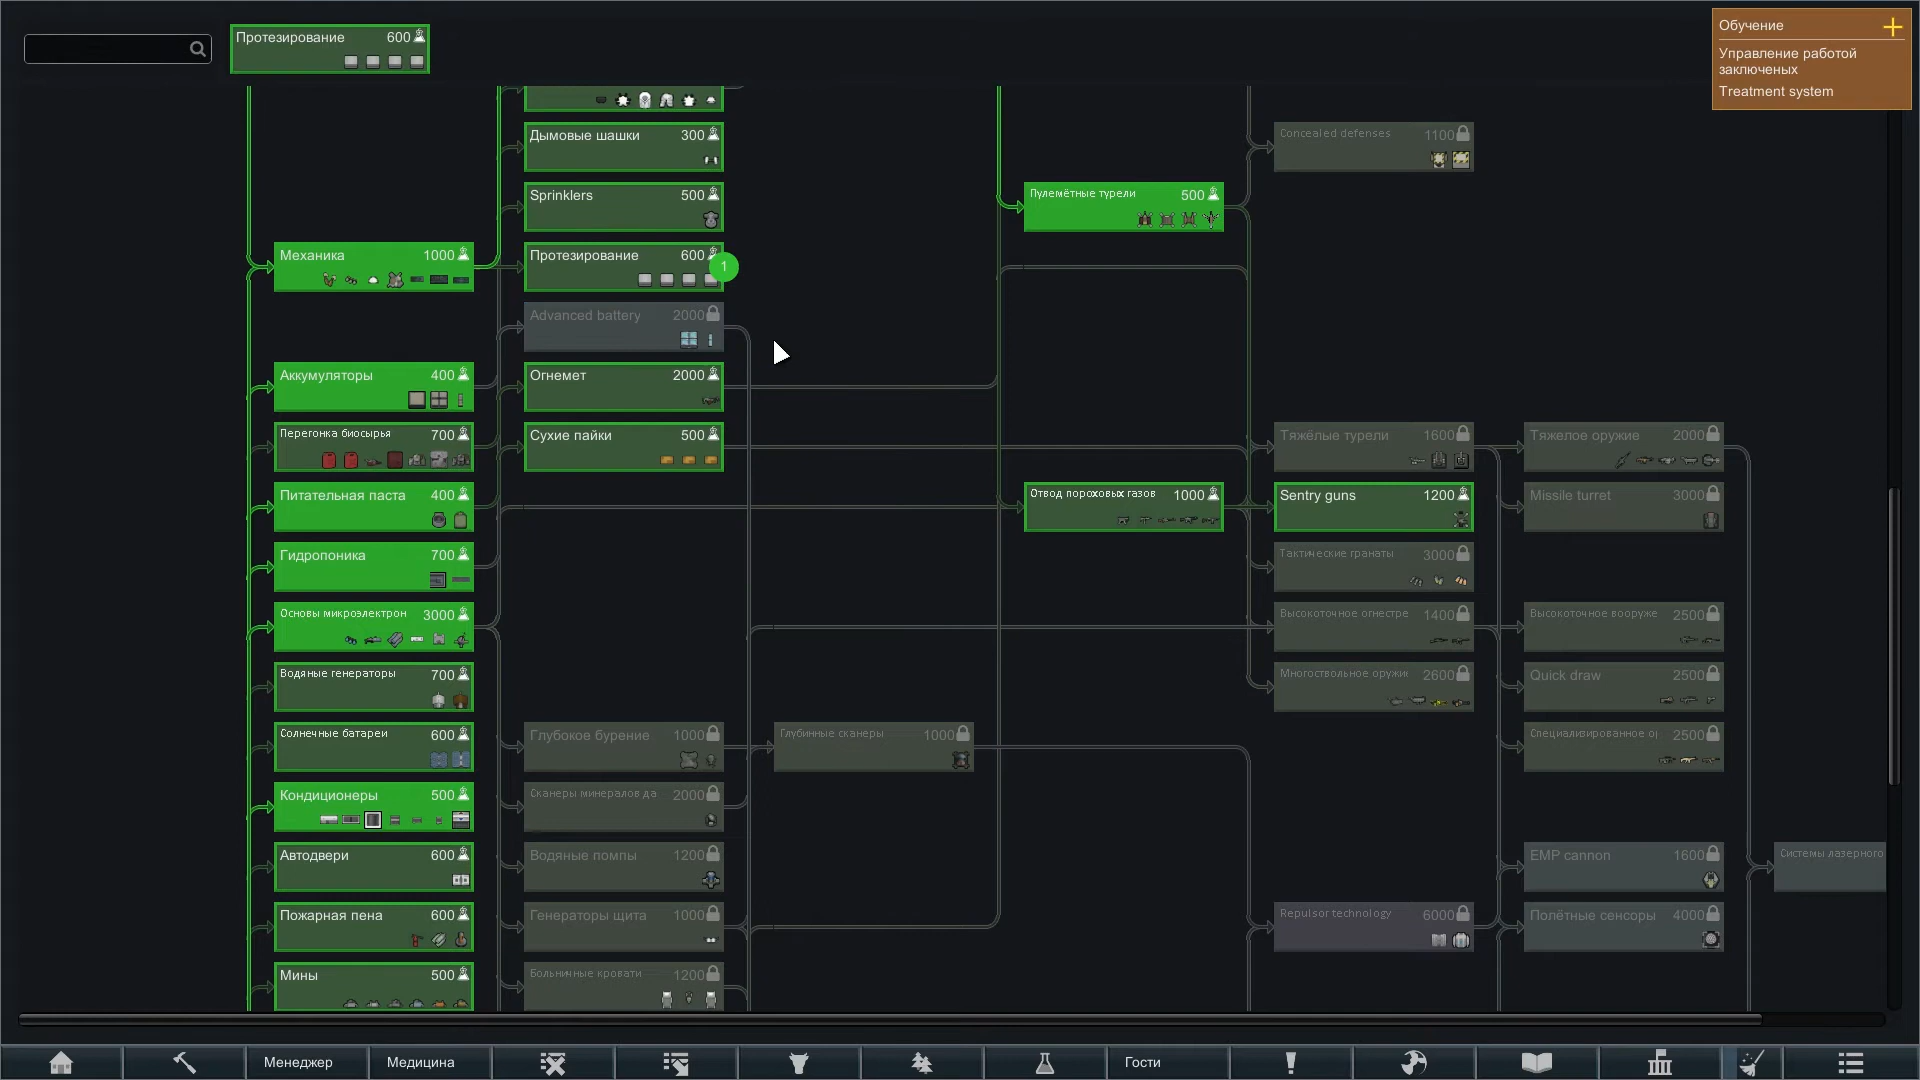 Протезирование 600
Обучение
Управление работой
заключеных
Treatment system
Дымовые шашки 300
Concealed defenses 1100
Sprinklers 500
Пулемётные турели 500
Механика 1000
Протезирование 600
1
Advanced battery 2000
Аккумуляторы 400
Огнемет 2000
Перегонка биосырья 700
Сухие пайки 500
Тяжёлые турели 1600
Тяжелое оружие 2000
Питательная паста 400
Отвод пороховых газов 1000
Sentry guns 1200
Missile turret 3000
Гидропоника 700
Тактические гранаты 3000
Основы микроэлектрон 3000
Высокоточное огнестре 1400
Высокоточное вооруже 2500
Водяные генераторы 700
Многоствольное оружи 2600
Quick draw 2500
Солнечные батареи 600
Глубокое бурение 1000
Глубинные сканеры 1000
Специализированное о 2500
Кондиционеры 500
Сканеры минералов да 2000
Автодвери 600
Водяные помпы 1200
EMP cannon 1600
Системы лазерного
Пожарная пена 600
Генераторы щита 1000
Repulsor technology 6000
Полётные сенсоры 4000
Мины 500
Больничные кровати 1200
Менеджер
Медицина
Гости